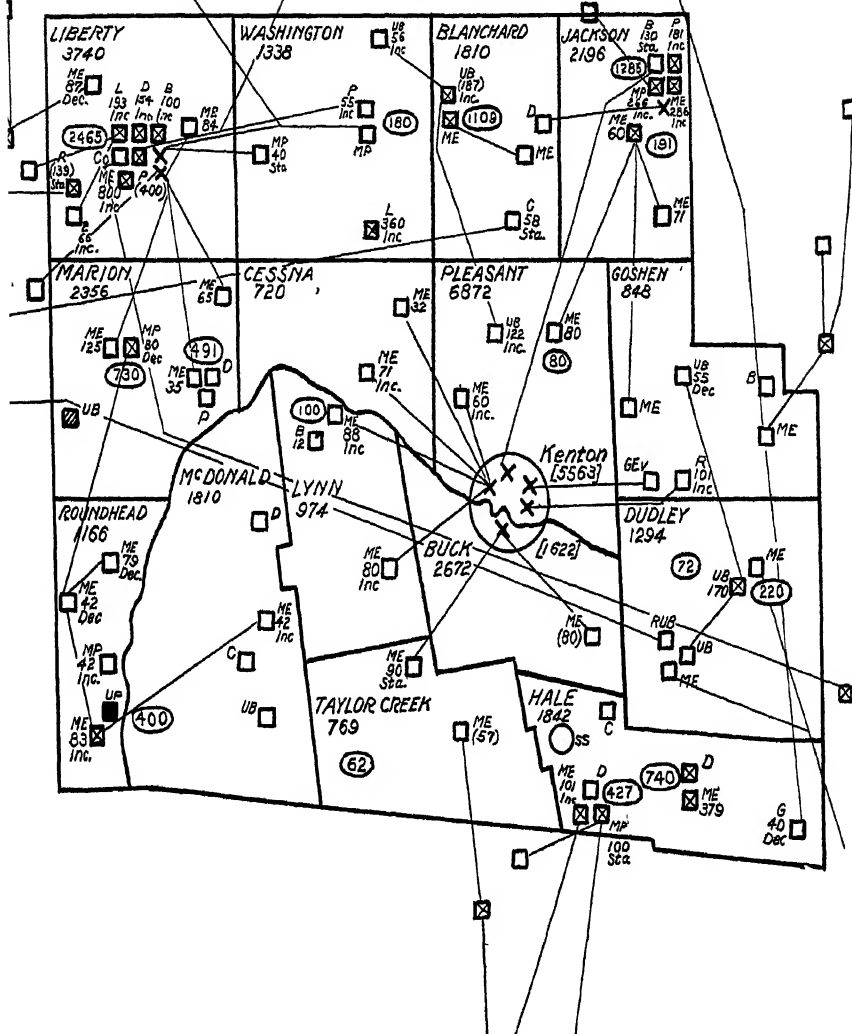 LIBERTY
3740
ME
87
Dec.
L
193
Inc
D
154
Inc
B
100
Inc
ME
84
2465
Cg
R
(139)
Sta
ME
800
Inc
P
(400)
E
66
Inc.
WASHINGTON
1338
UB
56
Inc
P
55
Inc
180
MP
MP
40
Sta
L
360
Inc
BLANCHARD
1810
UB
(187)
Inc.
1109
ME
D
ME
C
58
Sta.
JACKSON
2196
B
130
Sta.
P
181
Inc
1285
MP
266
Inc
ME
286
Inc
ME
60
191
ME
71
MARION
2356
ME
65
ME
125
MP
80
Dec
491
730
ME
35
D
P
UB
CESSNA
720
ME
32
ME
71
Inc.
PLEASANT
6872
UB
122
Inc.
ME
80
80
ME
60
Inc.
GOSHEN
848
UB
55
Dec
B
ME
ME
GEv
R
101
Inc
McDONALD
1810
D
ME
42
Inc
C
UB
100
ME
88
Inc
B
12
LYNN
974
ME
80
Inc
Kenton
[5563]
[1622]
BUCK
2672
ME
(80)
ME
90
Sta.
ROUNDHEAD
1166
ME
79
Dec.
ME
42
Dec
MP
42
Inc.
UP
400
ME
83
Inc.
DUDLEY
1294
72
ME
UB
170
220
RUB
UB
ME
TAYLOR CREEK
769
62
ME
(57)
HALE
1842
SS
C
ME
101
Inc
D
427
740
D
ME
379
MP
100
Sta
G
40
Dec